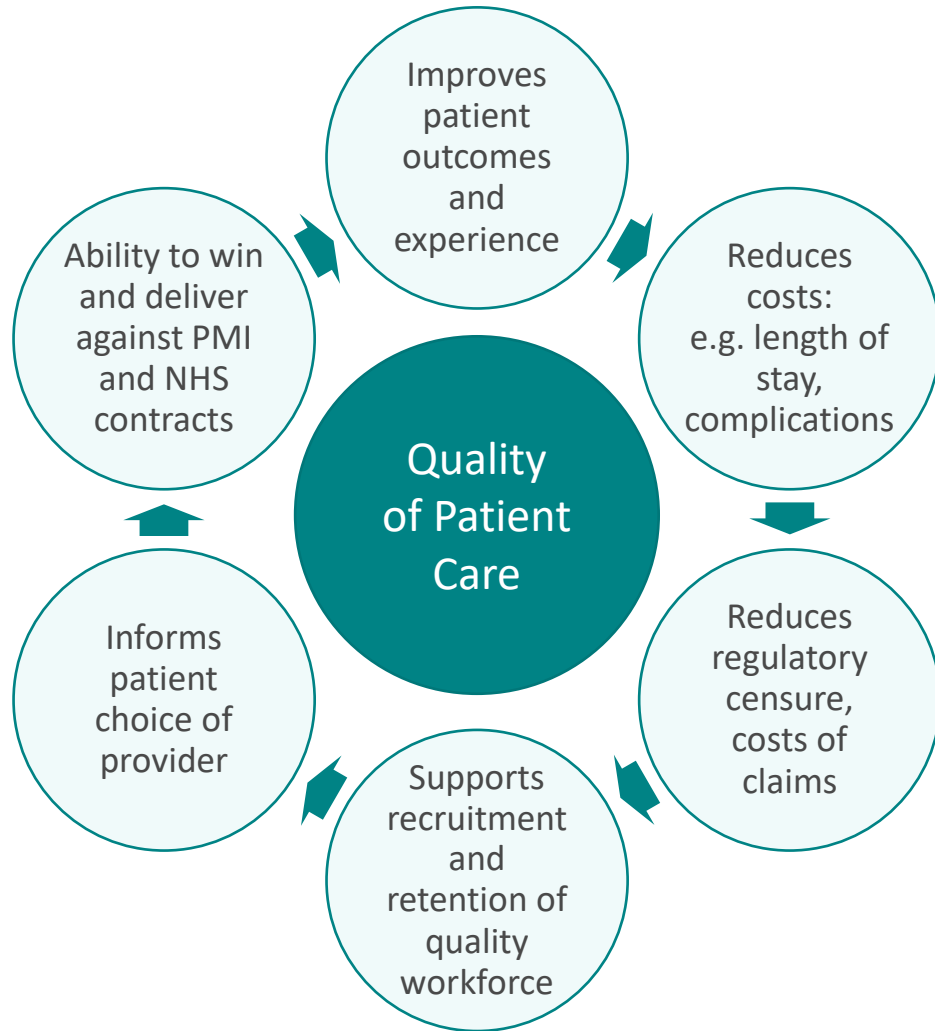 Improves
patient
outcomes
and
experience
Reduces
costs:
e.g. length of
stay,
complications
Reduces
regulatory
censure,
costs of
claims
Supports
recruitment
and
retention of
quality
workforce
Informs
patient
choice of
provider
Ability to win
and deliver
against PMI
and NHS
contracts
Quality
of Patient
Care